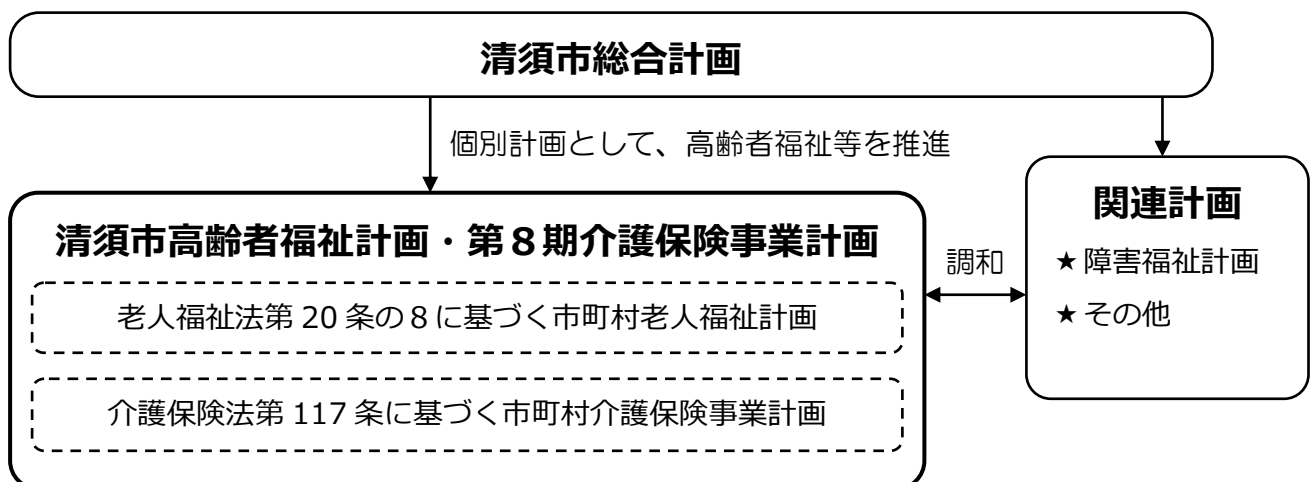 清須市総合計画
個別計画として、高齢者福祉等を推進
清須市高齢者福祉計画・第８期介護保険事業計画
老人福祉法第 20 条の８に基づく市町村老人福祉計画
介護保険法第 117 条に基づく市町村介護保険事業計画
調和
関連計画
★障害福祉計画
★その他